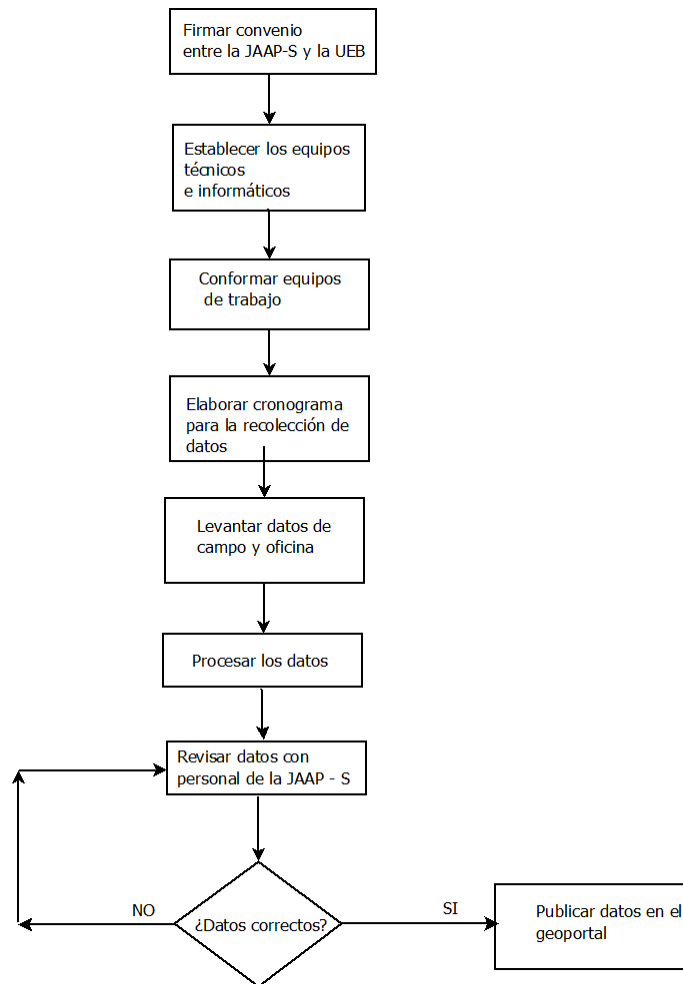 Firmar convenio
entre la JAAP-S y la UEB
Establecer los equipos
técnicos
e informáticos
Conformar equipos
de trabajo
Elaborar cronograma
para la recolección de
datos
Levantar datos de
campo y oficina
Procesar los datos
Revisar datos con
personal de la JAAP - S
NO
¿Datos correctos?
SI
Publicar datos en el
geoportal